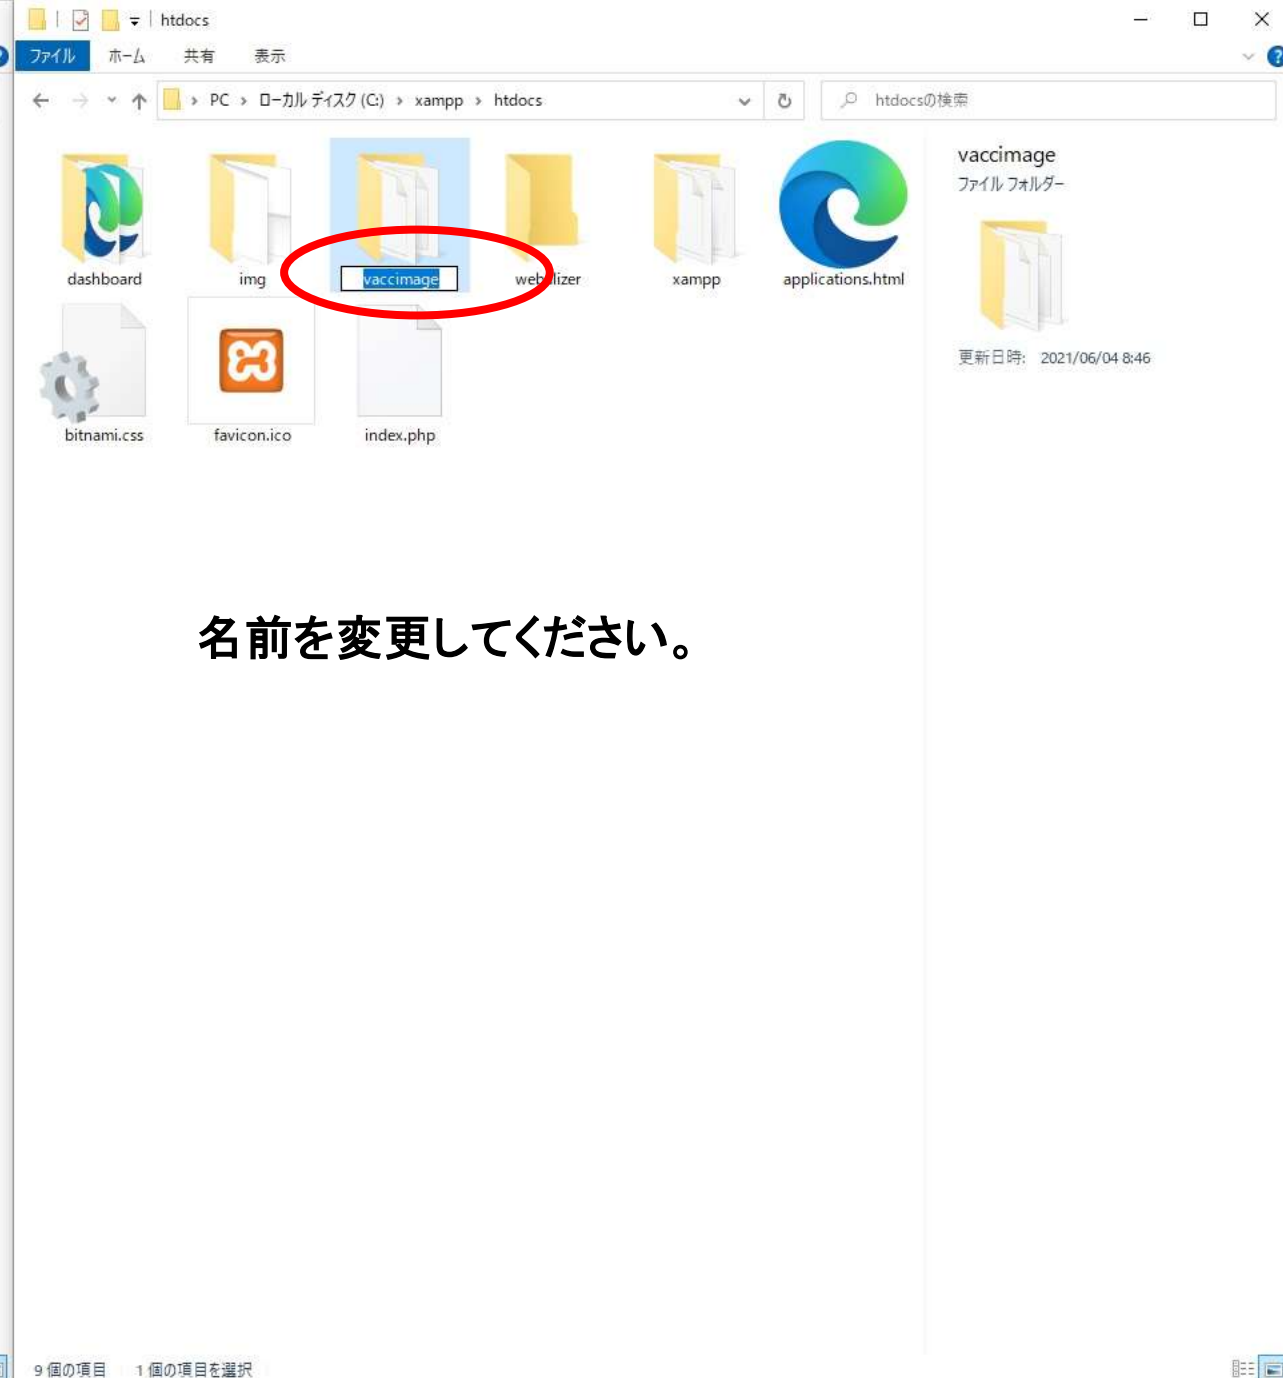 htdocs
ファイル ホーム 共有 表示
PC › ローカル ディスク (C:) › xampp › htdocs
htdocsの検索
dashboard
img
vaccimage
webalizer
xampp
applications.html
bitnami.css
favicon.ico
index.php
vaccimage
ファイル フォルダー
更新日時: 2021/06/04 8:46
名前を変更してください。
9 個の項目 1 個の項目を選択